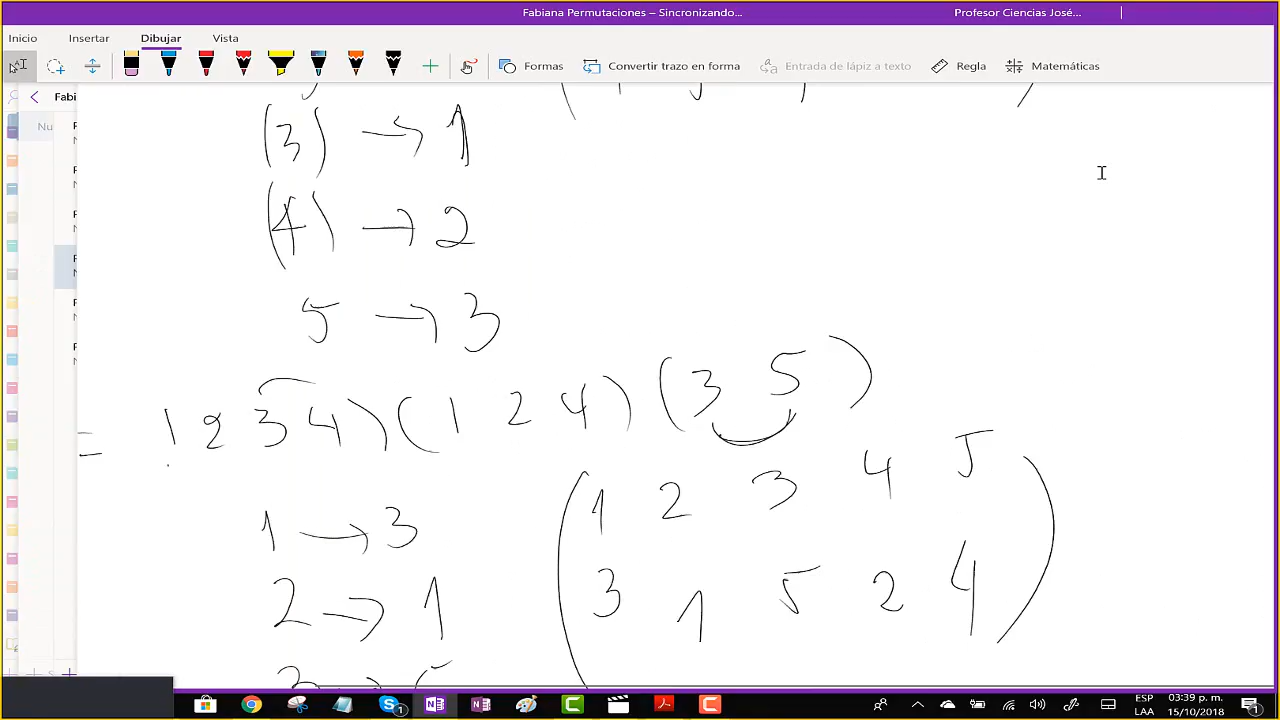 Fabiana Permutaciones – Sincronizando...
Profesor Ciencias José...
Inicio
Insertar
Dibujar
Vista
Formas
Convertir trazo en forma
Entrada de lápiz a texto
Regla
Matemáticas
Fabi
Nu
(3) → 1
(4) → 2
5 → 3
= 1 2 3 4) (1 2 4) (3 5)
1 2 3 4 5
1 → 3
3 1 5 2 4
2 → 1
ESP
LAA
03:39 p. m.
15/10/2018